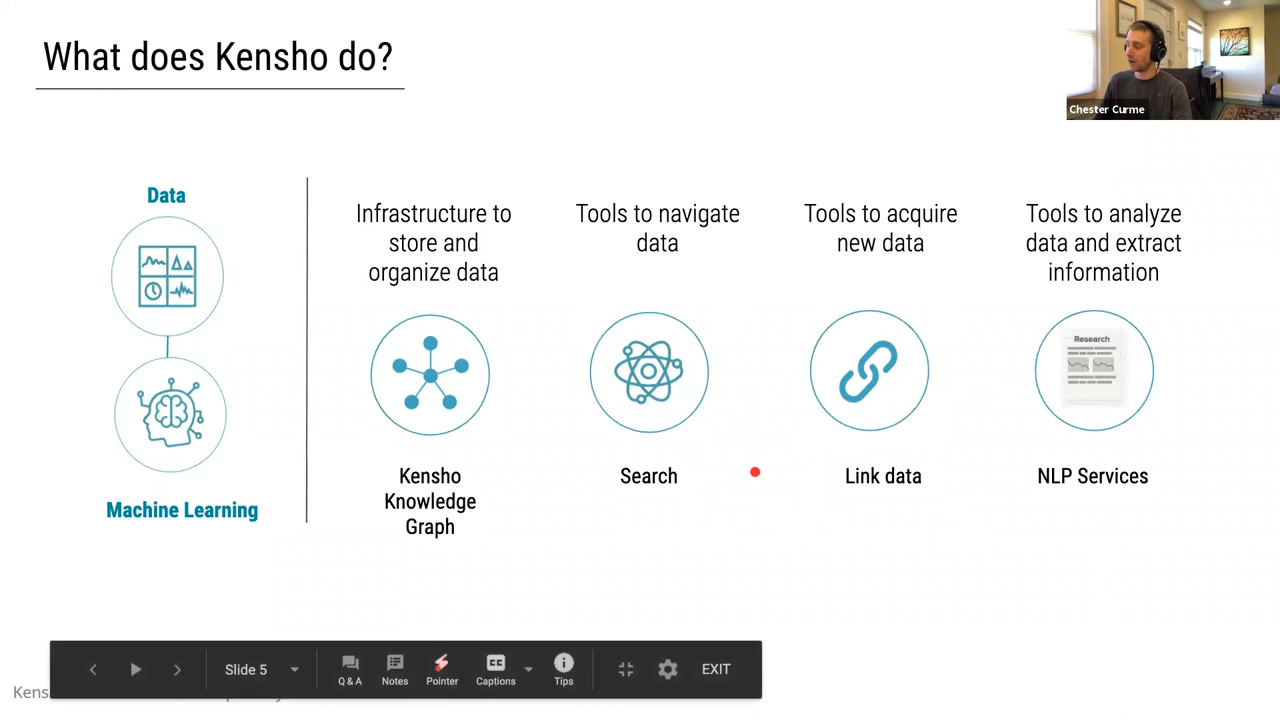 What does Kensho do?
Chester Curme
Data
Machine Learning
Infrastructure to
store and
organize data
Kensho
Knowledge
Graph
Tools to navigate
data
Search
Tools to acquire
new data
Link data
Tools to analyze
data and extract
information
Research
NLP Services
Slide 5
Q & A
Notes
Pointer
CC
Captions
Tips
EXIT
Kens